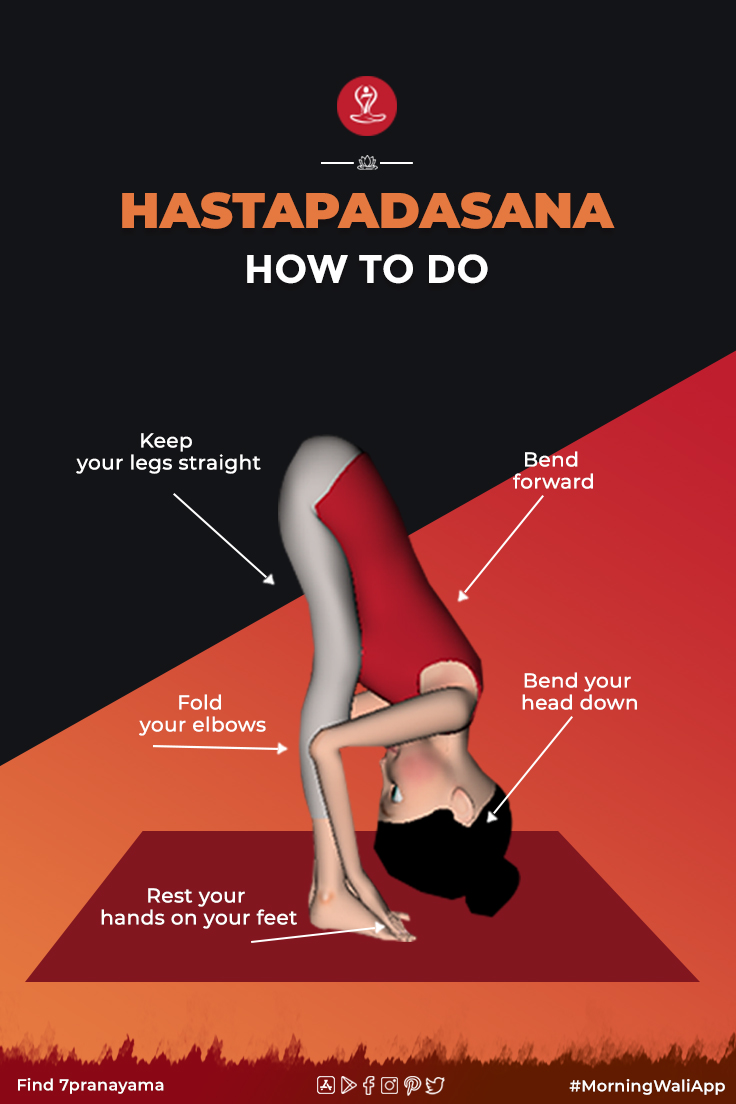 HASTAPADASANA
HOW TO DO
Keep
your legs straight
Bend
forward
Fold
your elbows
Bend your
head down
Rest your
hands on your feet
Find 7pranayama
#MorningWaliApp